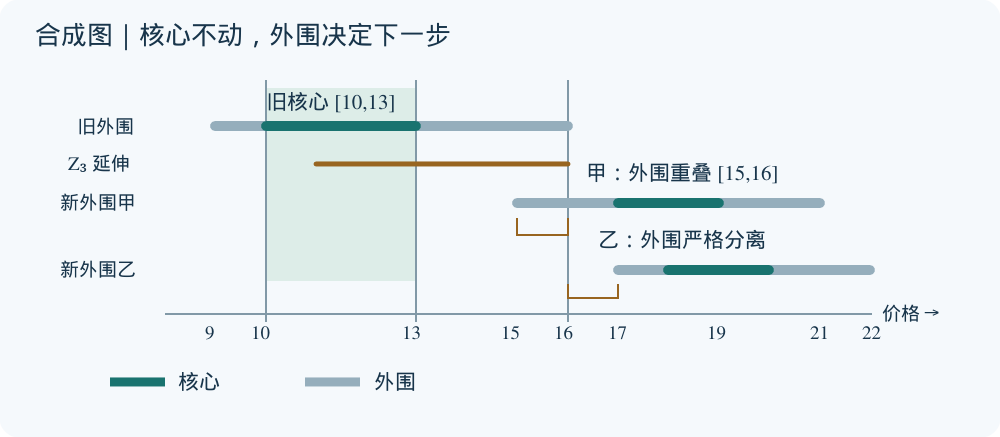 合成图｜核心不动，外围决定下一步
旧核心 [10,13]
旧外围
Z₃ 延伸
甲：外围重叠 [15,16]
新外围甲
乙：外围严格分离
新外围乙
价格→
9 10 13 15 16 17 19 21 22
核心 外围